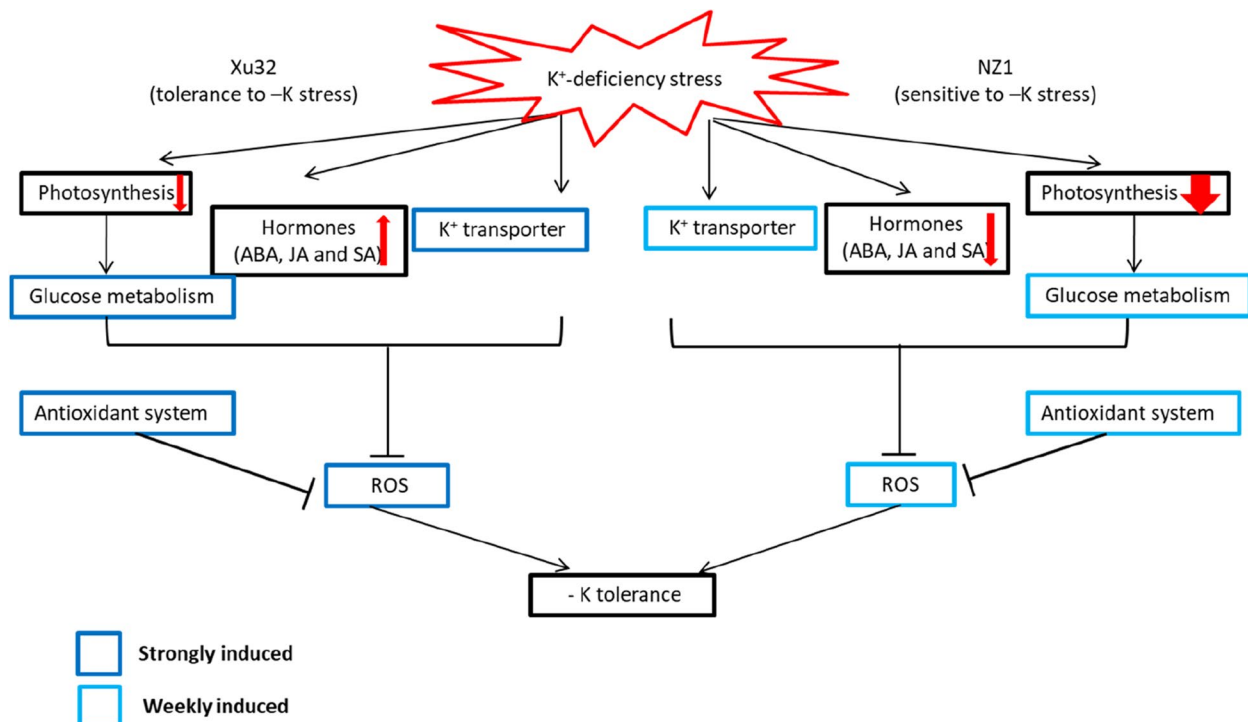 K⁺-deficiency stress
Xu32
(tolerance to –K stress)
NZ1
(sensitive to –K stress)
Photosynthesis
Hormones
(ABA, JA and SA)
K⁺ transporter
K⁺ transporter
Hormones
(ABA, JA and SA)
Photosynthesis
Glucose metabolism
Glucose metabolism
Antioxidant system
Antioxidant system
ROS
ROS
- K tolerance
Strongly induced
Weekly induced